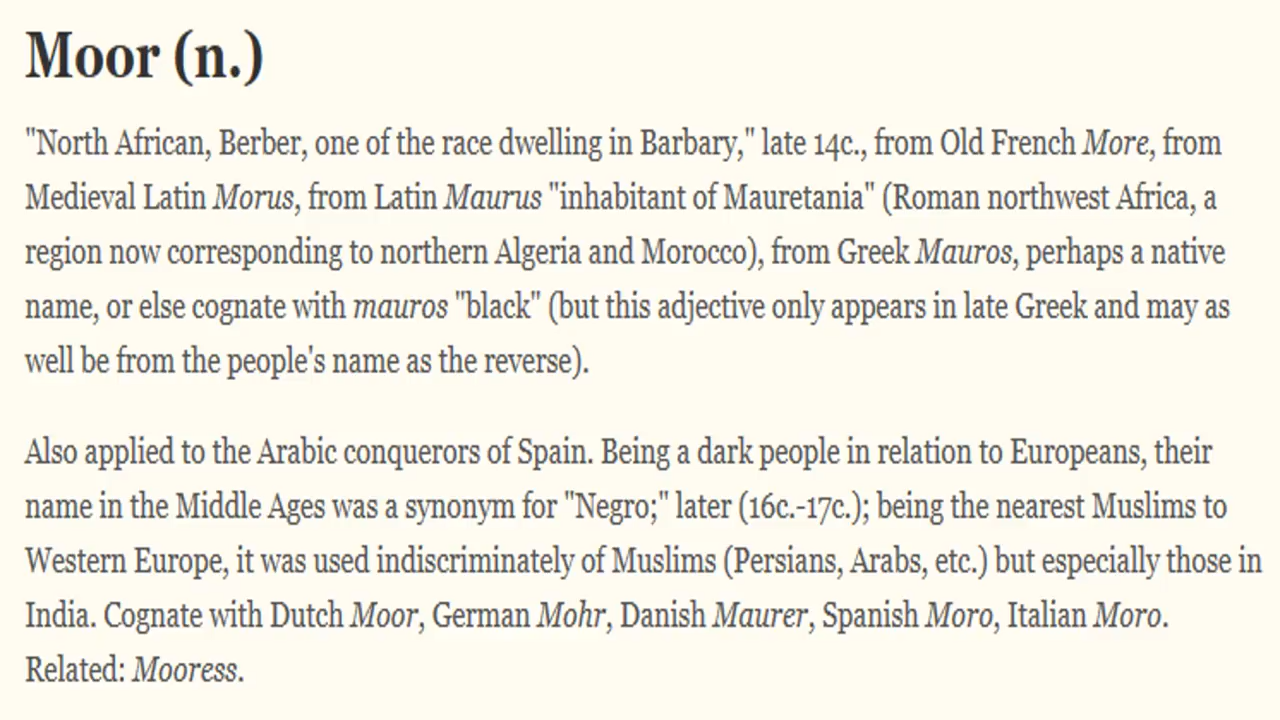 Moor (n.)
"North African, Berber, one of the race dwelling in Barbary," late 14c., from Old French More, from
Medieval Latin Morus, from Latin Maurus "inhabitant of Mauretania" (Roman northwest Africa, a
region now corresponding to northern Algeria and Morocco), from Greek Mauros, perhaps a native
name, or else cognate with mauros "black" (but this adjective only appears in late Greek and may as
well be from the people's name as the reverse).
Also applied to the Arabic conquerors of Spain. Being a dark people in relation to Europeans, their
name in the Middle Ages was a synonym for "Negro;" later (16c.-17c.); being the nearest Muslims to
Western Europe, it was used indiscriminately of Muslims (Persians, Arabs, etc.) but especially those in
India. Cognate with Dutch Moor, German Mohr, Danish Maurer, Spanish Moro, Italian Moro.
Related: Mooress.